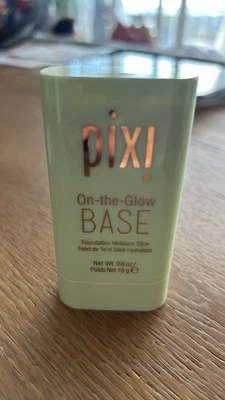 pixi
On-the-Glow
BASE
Foundation Moisture Stick
Fond de Teint Stick Hydratant
Net Wt. 0.6 oz /
Poids Net 19 g ℮